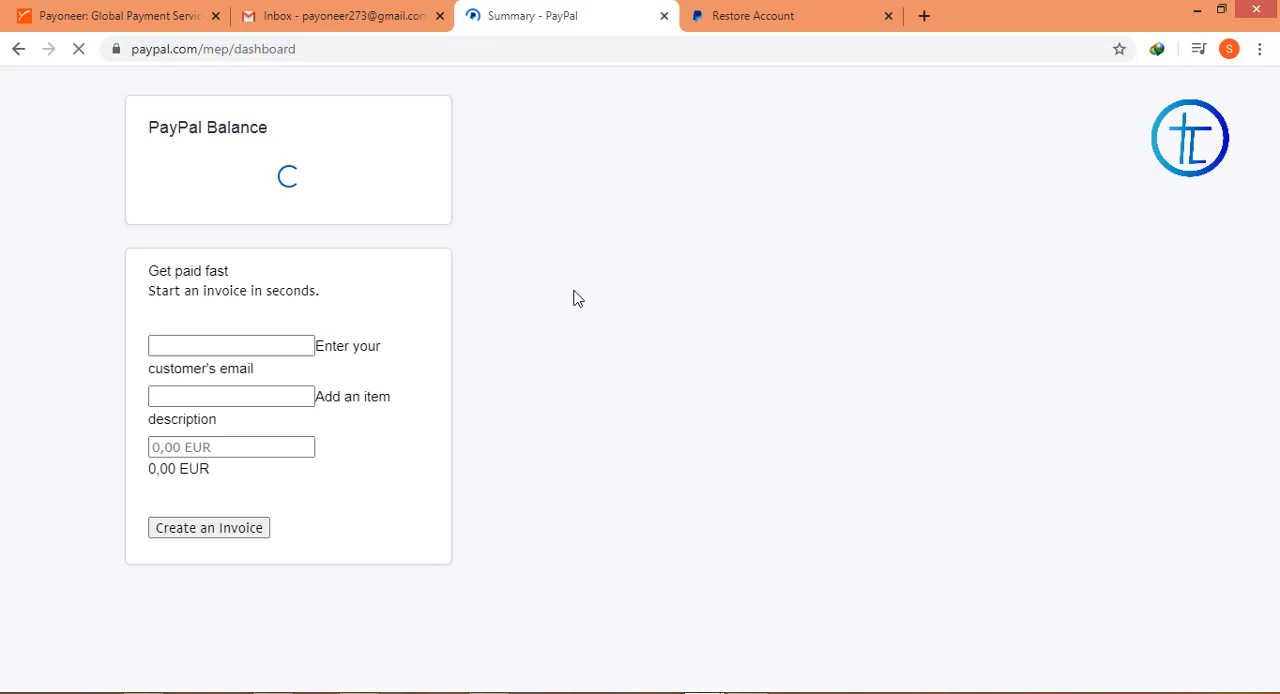 Payoneer: Global Payment Servic
Inbox - payoneer273@gmail.com
Summary - PayPal
Restore Account
paypal.com/mep/dashboard
S
PayPal Balance
Get paid fast
Start an invoice in seconds.
Enter your
customer's email
Add an item
description
0,00 EUR
0,00 EUR
Create an Invoice